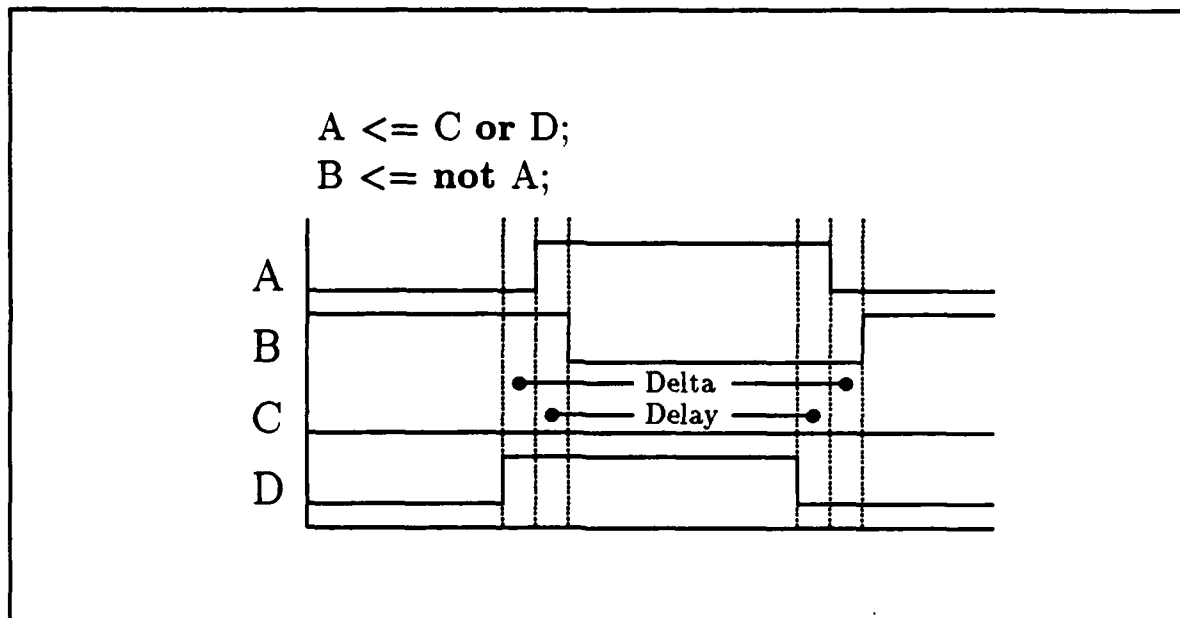 A <= C or D;
B <= not A;
A
B
Delta
Delay
C
D